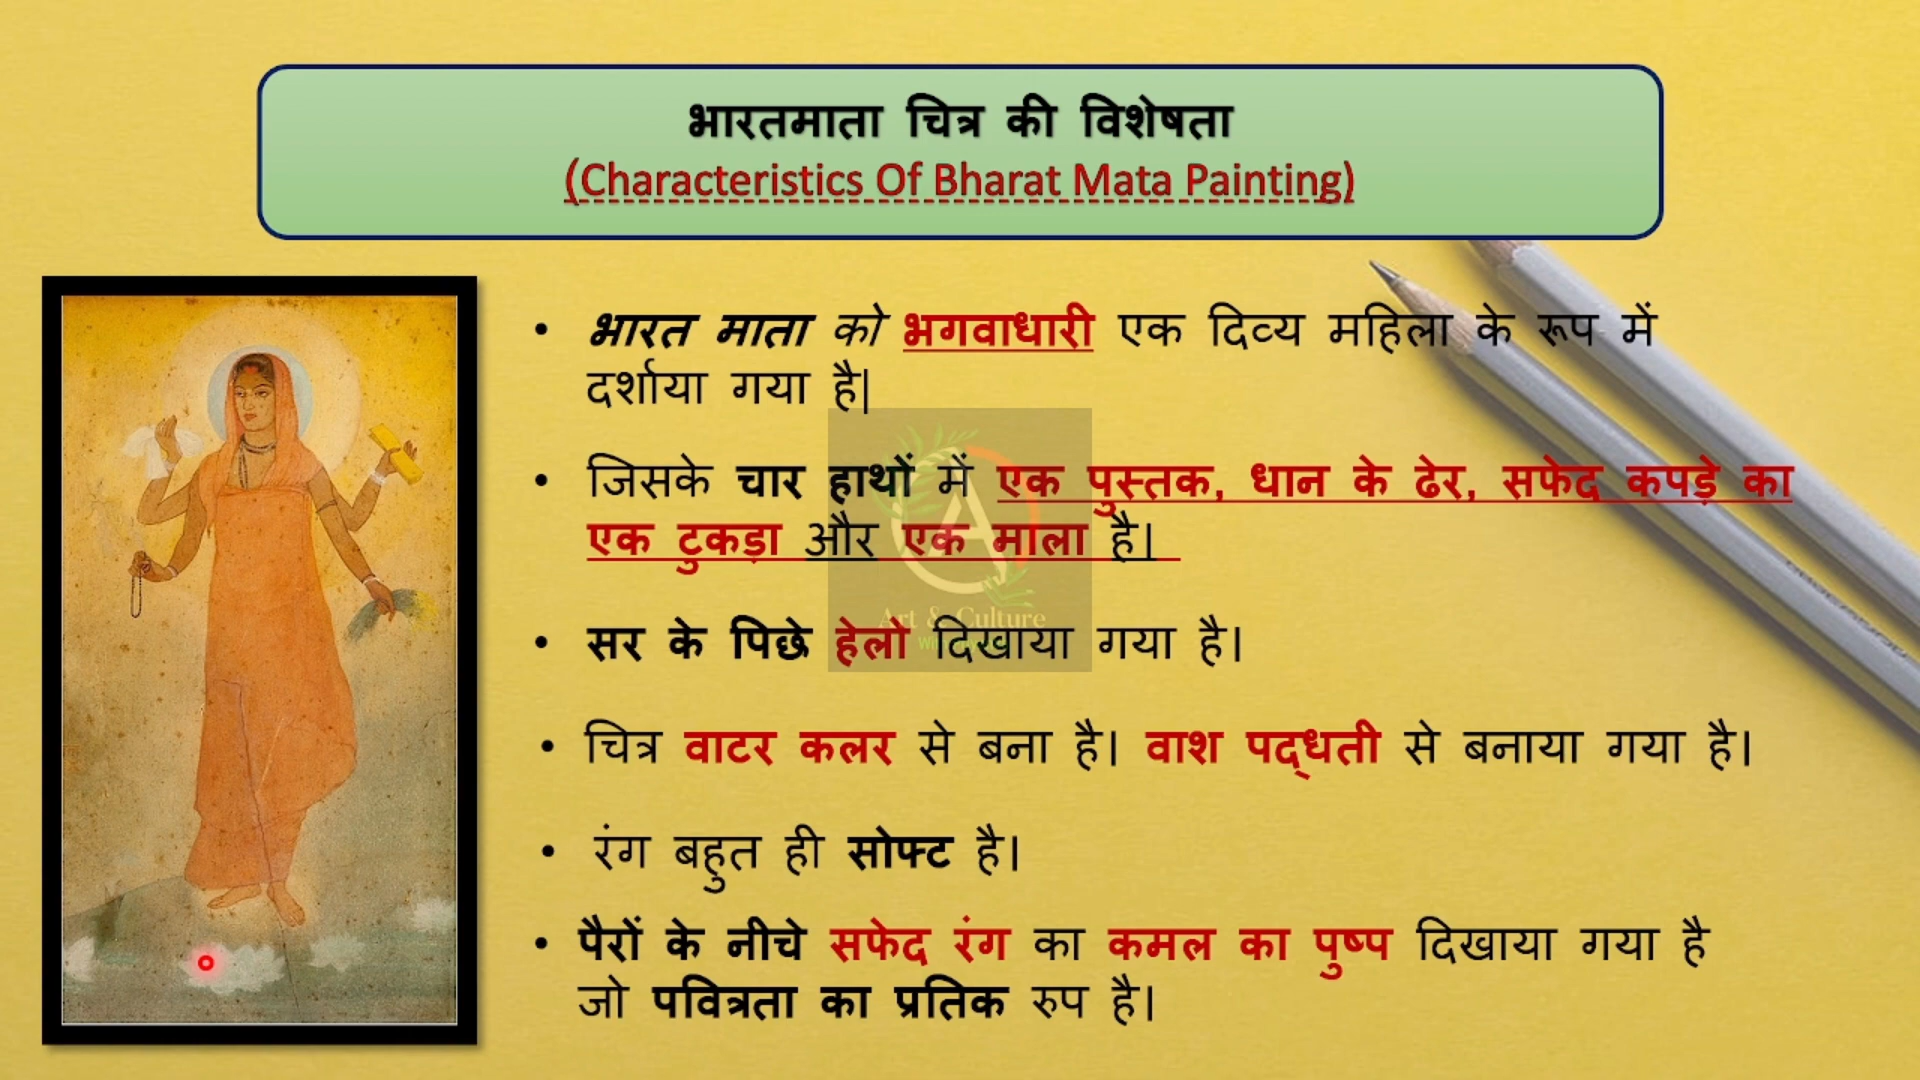 भारतमाता चित्र की विशेषता
(Characteristics Of Bharat Mata Painting)
• भारत माता को भगवाधारी एक दिव्य महिला के रूप में
दर्शाया गया है|
• जिसके चार हाथों में एक पुस्तक, धान के ढेर, सफेद कपड़े का
एक टुकड़ा और एक माला है।
• सर के पिछे हेलो दिखाया गया है।
• चित्र वाटर कलर से बना है। वाश पद्धती से बनाया गया है।
• रंग बहुत ही सोफ्ट है।
• पैरों के नीचे सफेद रंग का कमल का पुष्प दिखाया गया है
जो पवित्रता का प्रतिक रुप है।
A
Art & Culture